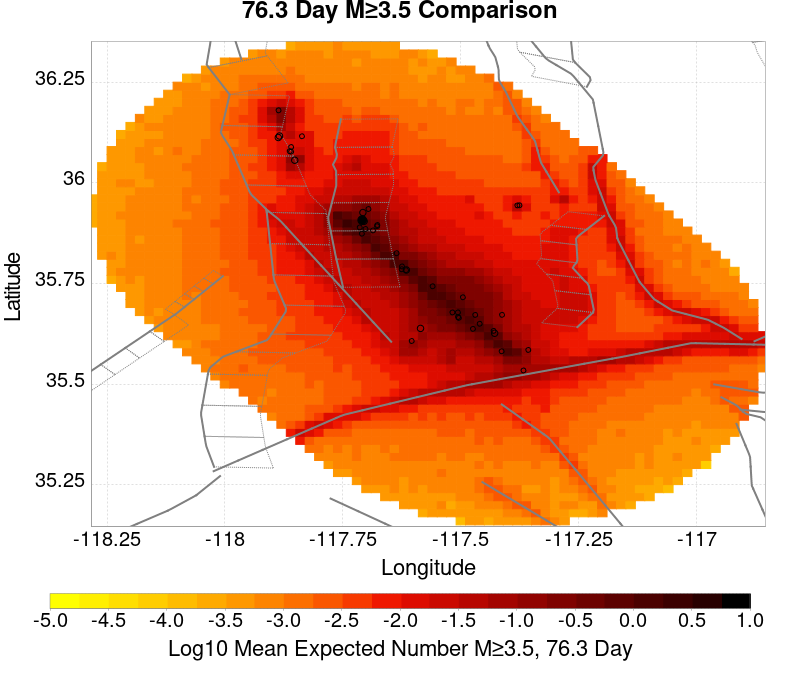 76.3 Day M≥3.5 Comparison
36.25
36
35.75
35.5
35.25
Latitude
-118.25 -118 -117.75 -117.5 -117.25 -117
Longitude
-5.0 -4.5 -4.0 -3.5 -3.0 -2.5 -2.0 -1.5 -1.0 -0.5 0.0 0.5 1.0
Log10 Mean Expected Number M≥3.5, 76.3 Day